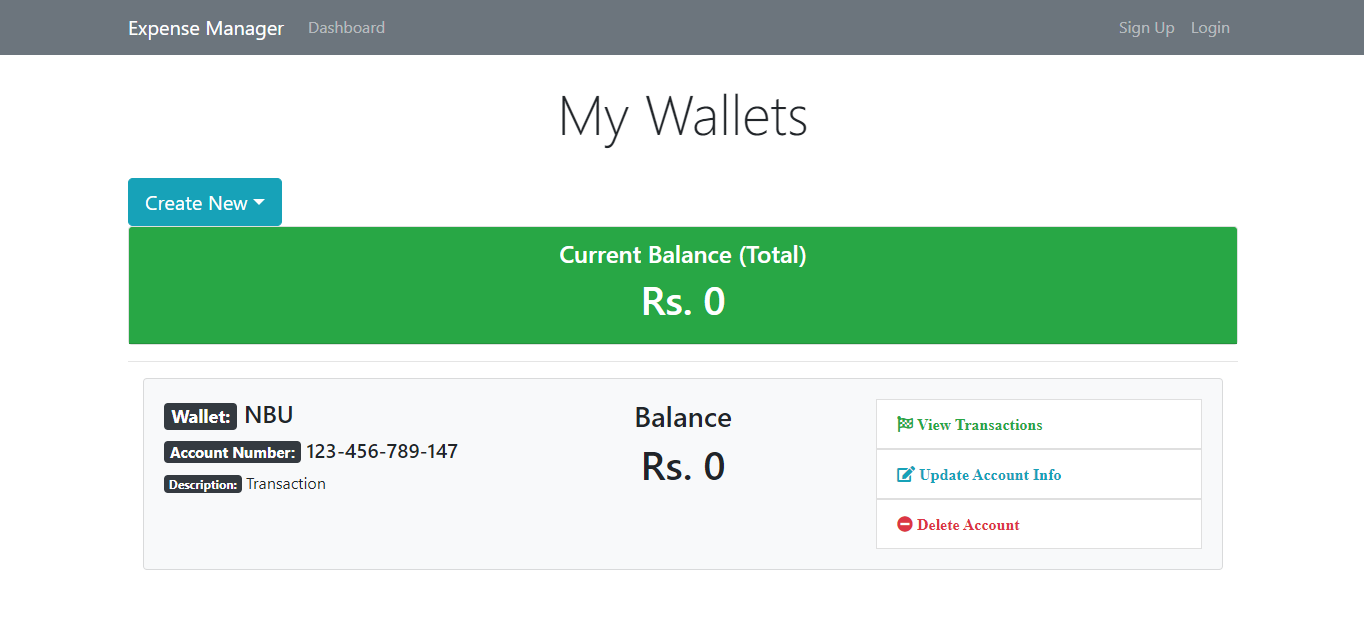 Expense Manager Dashboard Sign Up Login
My Wallets
Create New
Current Balance (Total)
Rs. 0
Wallet: NBU
Account Number: 123-456-789-147
Description: Transaction
Balance
Rs. 0
View Transactions
Update Account Info
Delete Account